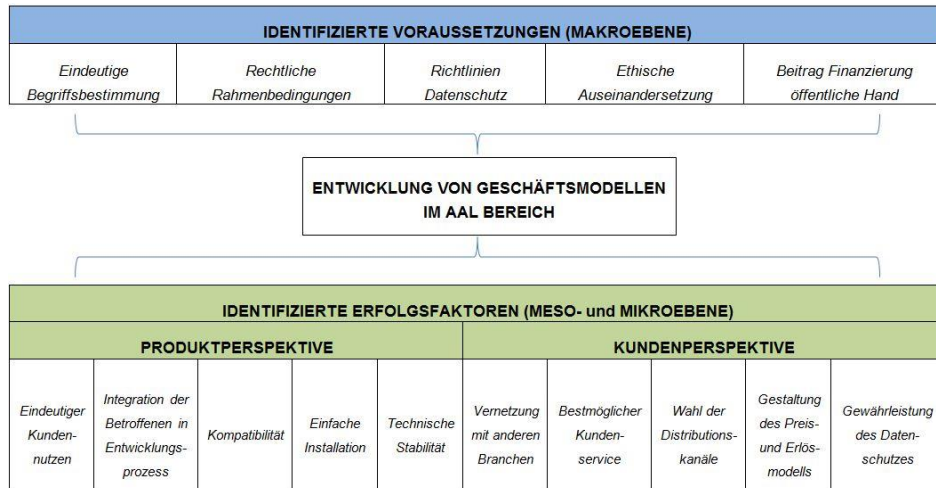 IDENTIFIZIERTE VORAUSSETZUNGEN (MAKROEBENE)
Eindeutige
Begriffsbestimmung
Rechtliche
Rahmenbedingungen
Richtlinien
Datenschutz
Ethische
Auseinandersetzung
Beitrag Finanzierung
öffentliche Hand
ENTWICKLUNG VON GESCHÄFTSMODELLEN
IM AAL BEREICH
IDENTIFIZIERTE ERFOLGSFAKTOREN (MESO- und MIKROEBENE)
PRODUKTPERSPEKTIVE
KUNDENPERSPEKTIVE
Eindeutiger
Kunden-
nutzen
Integration der
Betroffenen in
Entwicklungs-
prozess
Kompatibilität
Einfache
Installation
Technische
Stabilität
Vernetzung
mit anderen
Branchen
Bestmöglicher
Kunden-
service
Wahl der
Distributions-
kanäle
Gestaltung
des Preis-
und Erlös-
modells
Gewährleistung
des Daten-
schutzes